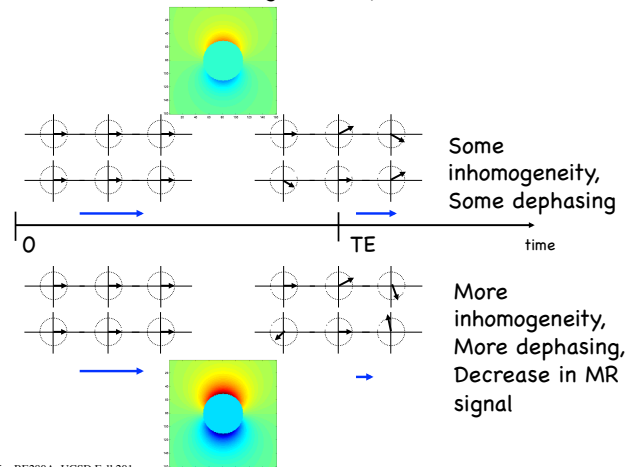 Some
inhomogeneity,
Some dephasing
0
TE
time
More
inhomogeneity,
More dephasing,
Decrease in MR
signal